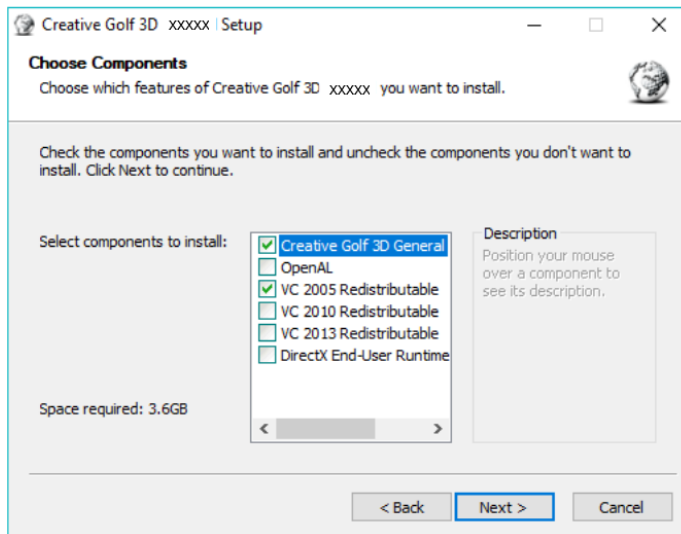 Creative Golf 3D xxxxx Setup
Choose Components
Choose which features of Creative Golf 3D xxxxx you want to install.
Check the components you want to install and uncheck the components you don't want to
install. Click Next to continue.
Select components to install:
Creative Golf 3D General
OpenAL
VC 2005 Redistributable
VC 2010 Redistributable
VC 2013 Redistributable
DirectX End-User Runtime
Description
Position your mouse
over a component to
see its description.
Space required: 3.6GB
< Back
Next >
Cancel